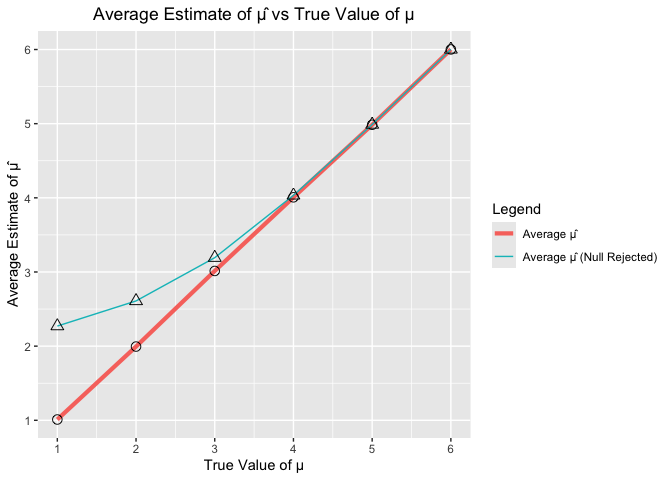 Average Estimate of μ̂ vs True Value of μ
6
5
4
3
2
1
Average Estimate of μ̂
1 2 3 4 5 6
True Value of μ
Legend
Average μ̂
Average μ̂ (Null Rejected)